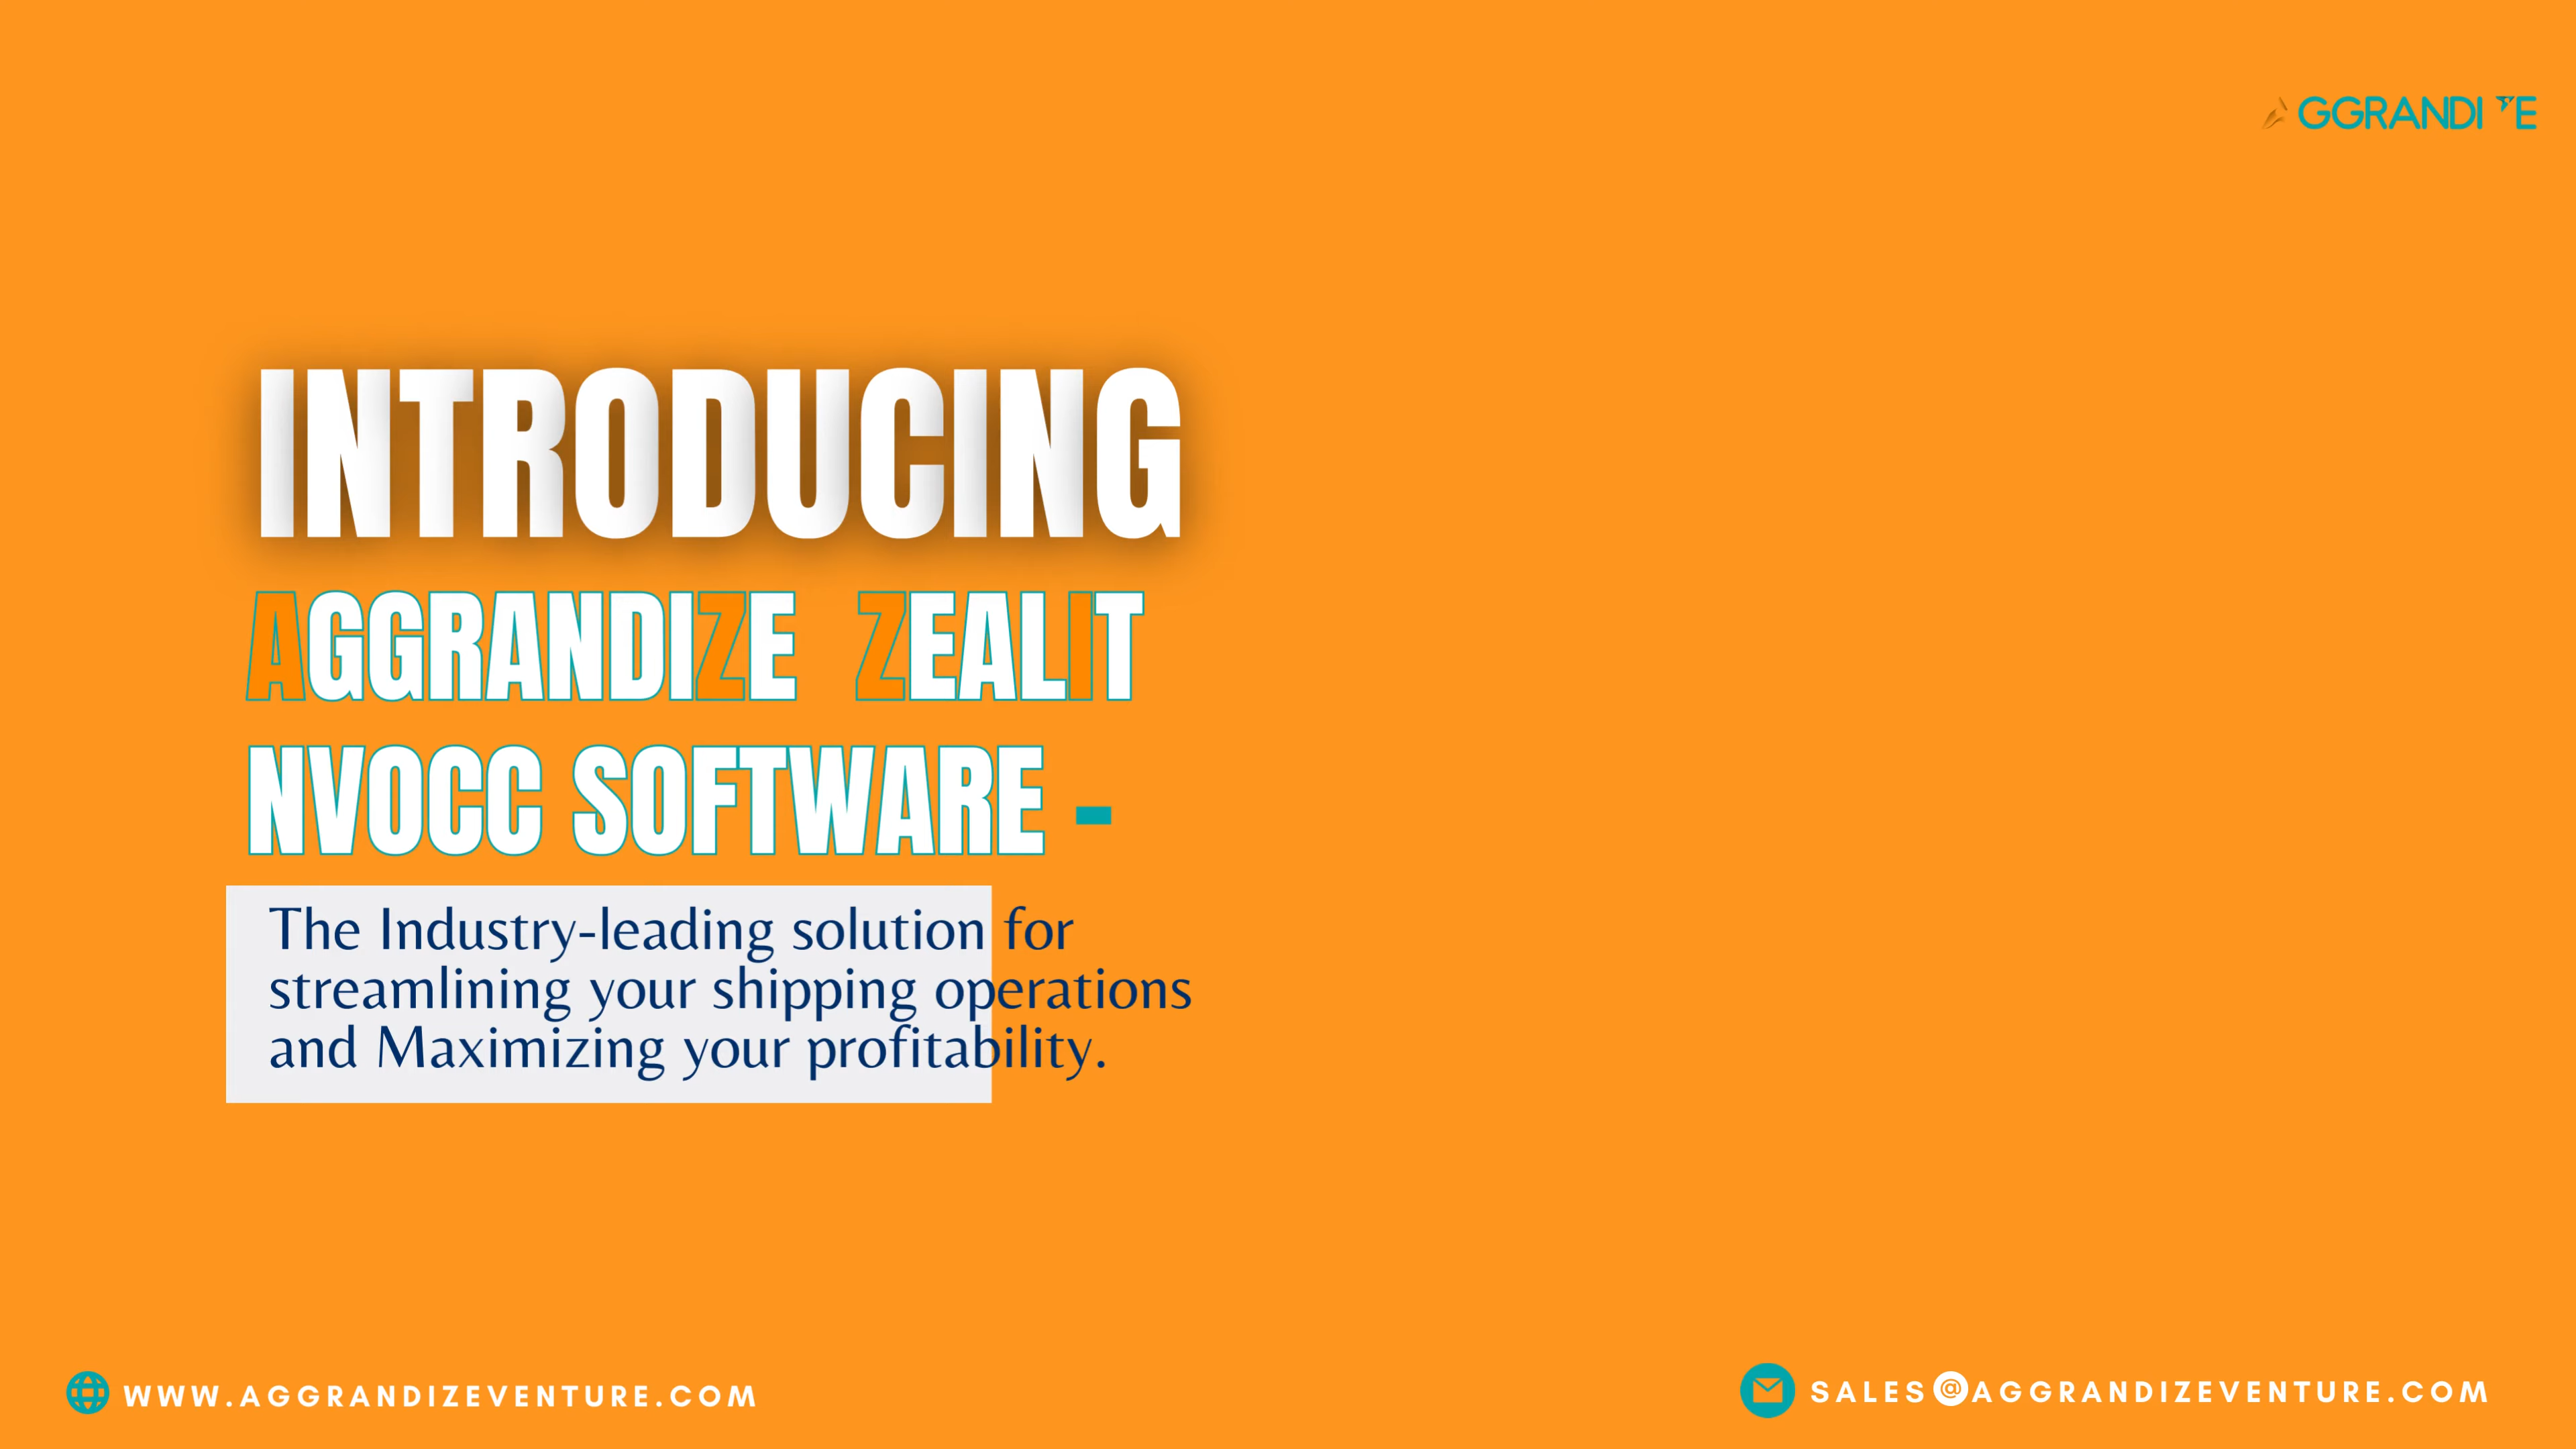 AGGRANDIZE
INTRODUCING
AGGRANDIZE ZEALIT
NVOCC SOFTWARE -
The Industry-leading solution for
streamlining your shipping operations
and Maximizing your profitability.
WWW.AGGRANDIZEVENTURE.COM
SALES@AGGRANDIZEVENTURE.COM